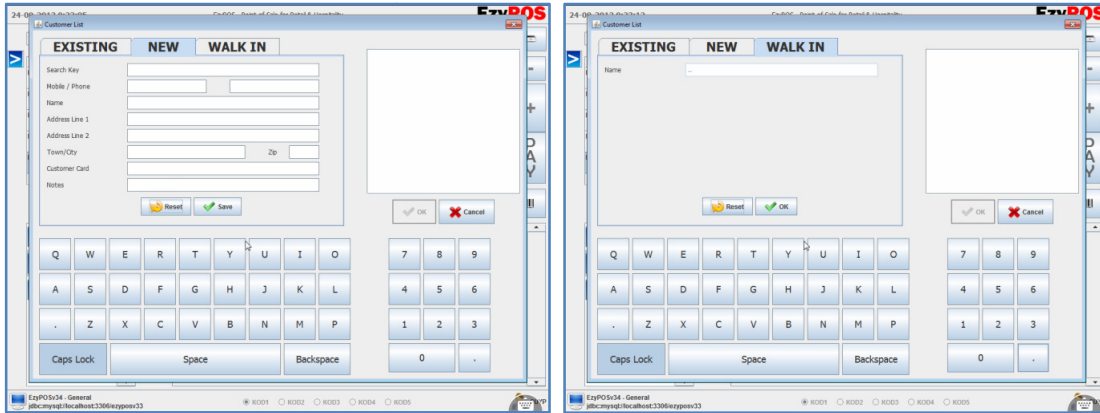 EzyPOS
Customer List
EXISTING NEW WALK IN
Search Key
Mobile / Phone
Name
Address Line 1
Address Line 2
Town/City Zip
Customer Card
Notes
Reset Save
OK Cancel
Q W E R T Y U I O 7 8 9
A S D F G H J K L 4 5 6
. Z X C V B N M P 1 2 3
Caps Lock Space Backspace 0 .
EzyPOSv34 - General
jdbc:mysql://localhost:3306/ezyposv33
KOD1 KOD2 KOD3 KOD4 KOD5
EzyPOS
Customer List
EXISTING NEW WALK IN
Name
Reset OK
OK Cancel
Q W E R T Y U I O 7 8 9
A S D F G H J K L 4 5 6
. Z X C V B N M P 1 2 3
Caps Lock Space Backspace 0 .
EzyPOSv34 - General
jdbc:mysql://localhost:3306/ezyposv33
KOD1 KOD2 KOD3 KOD4 KOD5